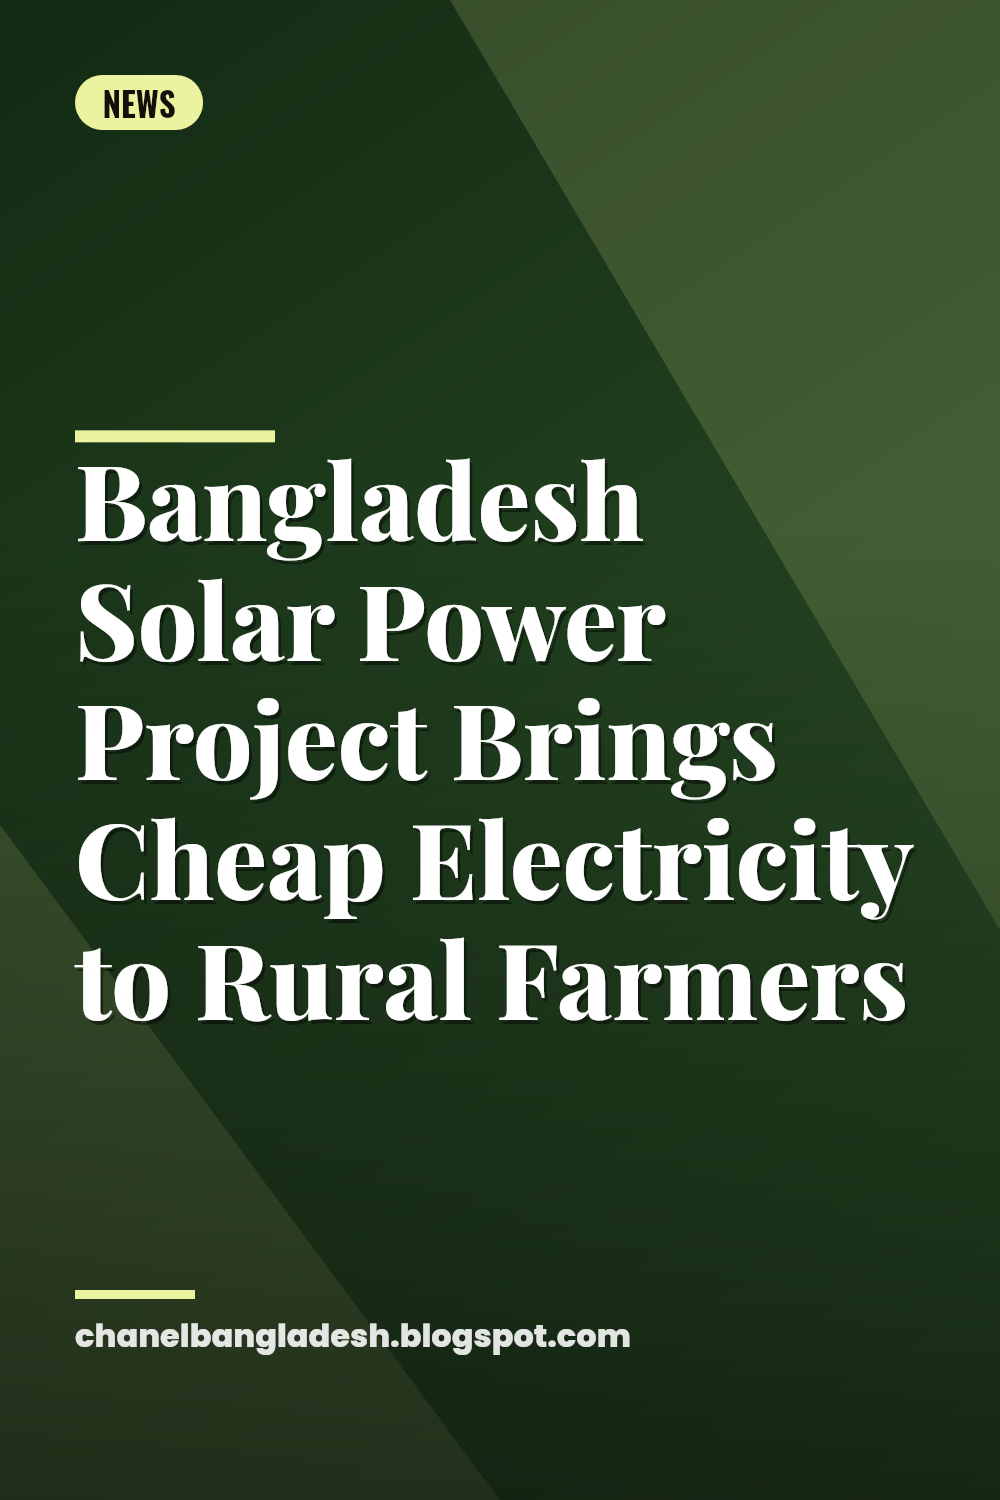 NEWS
Bangladesh
Solar Power
Project Brings
Cheap Electricity
to Rural Farmers
chanelbangladesh.blogspot.com